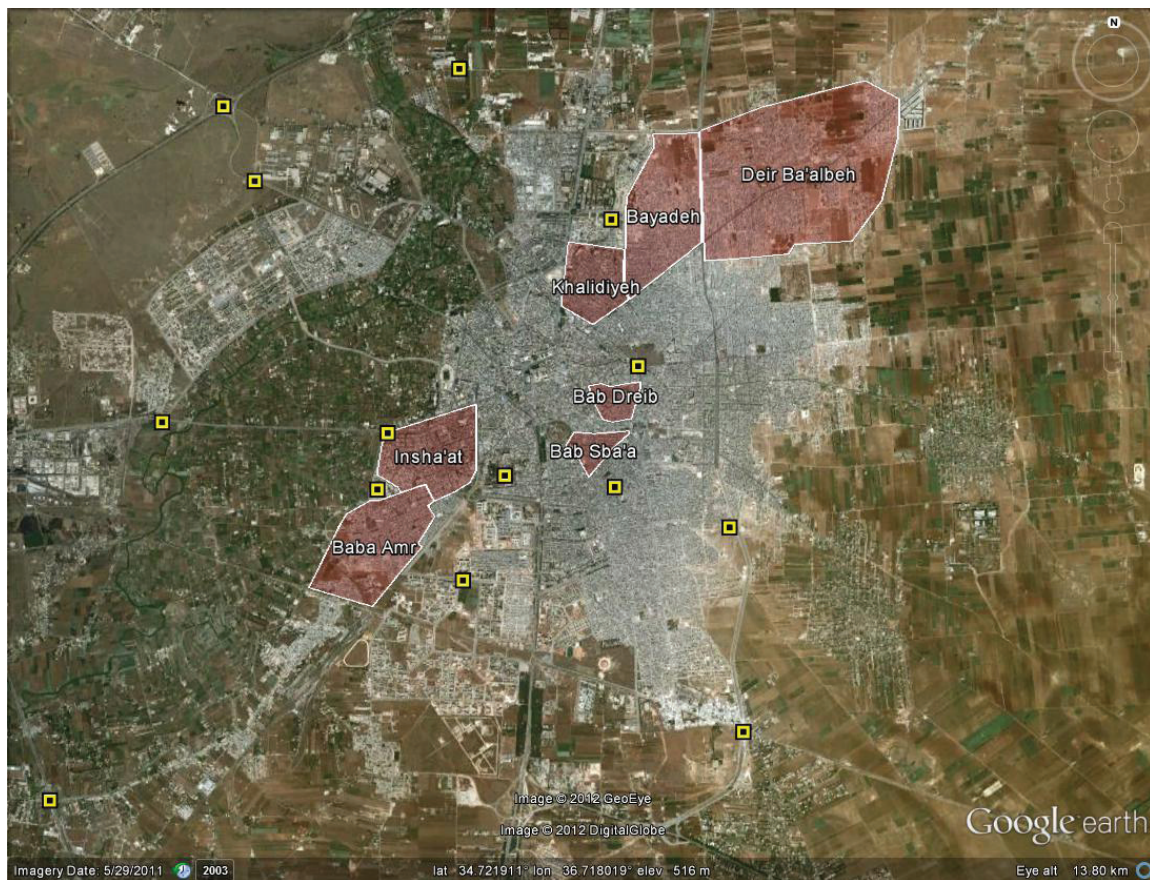 N
Deir Ba'albeh
Bayadeh
Khalidiyeh
Bab Dreib
Bab Sba'a
Insha'at
Baba Amr
Image © 2012 GeoEye
Image © 2012 DigitalGlobe
Google earth
Imagery Date: 5/29/2011 2003 lat 34.721911° lon 36.718019° elev 516 m Eye alt 13.80 km